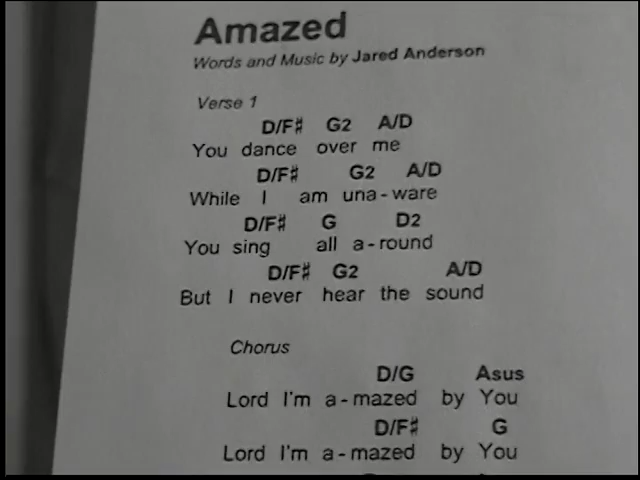 Amazed
Words and Music by Jared Anderson
Verse 1
D/F♯ G2 A/D
You dance over me
D/F♯ G2 A/D
While I am una-ware
D/F♯ G D2
You sing all a-round
D/F♯ G2 A/D
But I never hear the sound
Chorus
D/G Asus
Lord I'm a-mazed by You
D/F♯ G
Lord I'm a-mazed by You